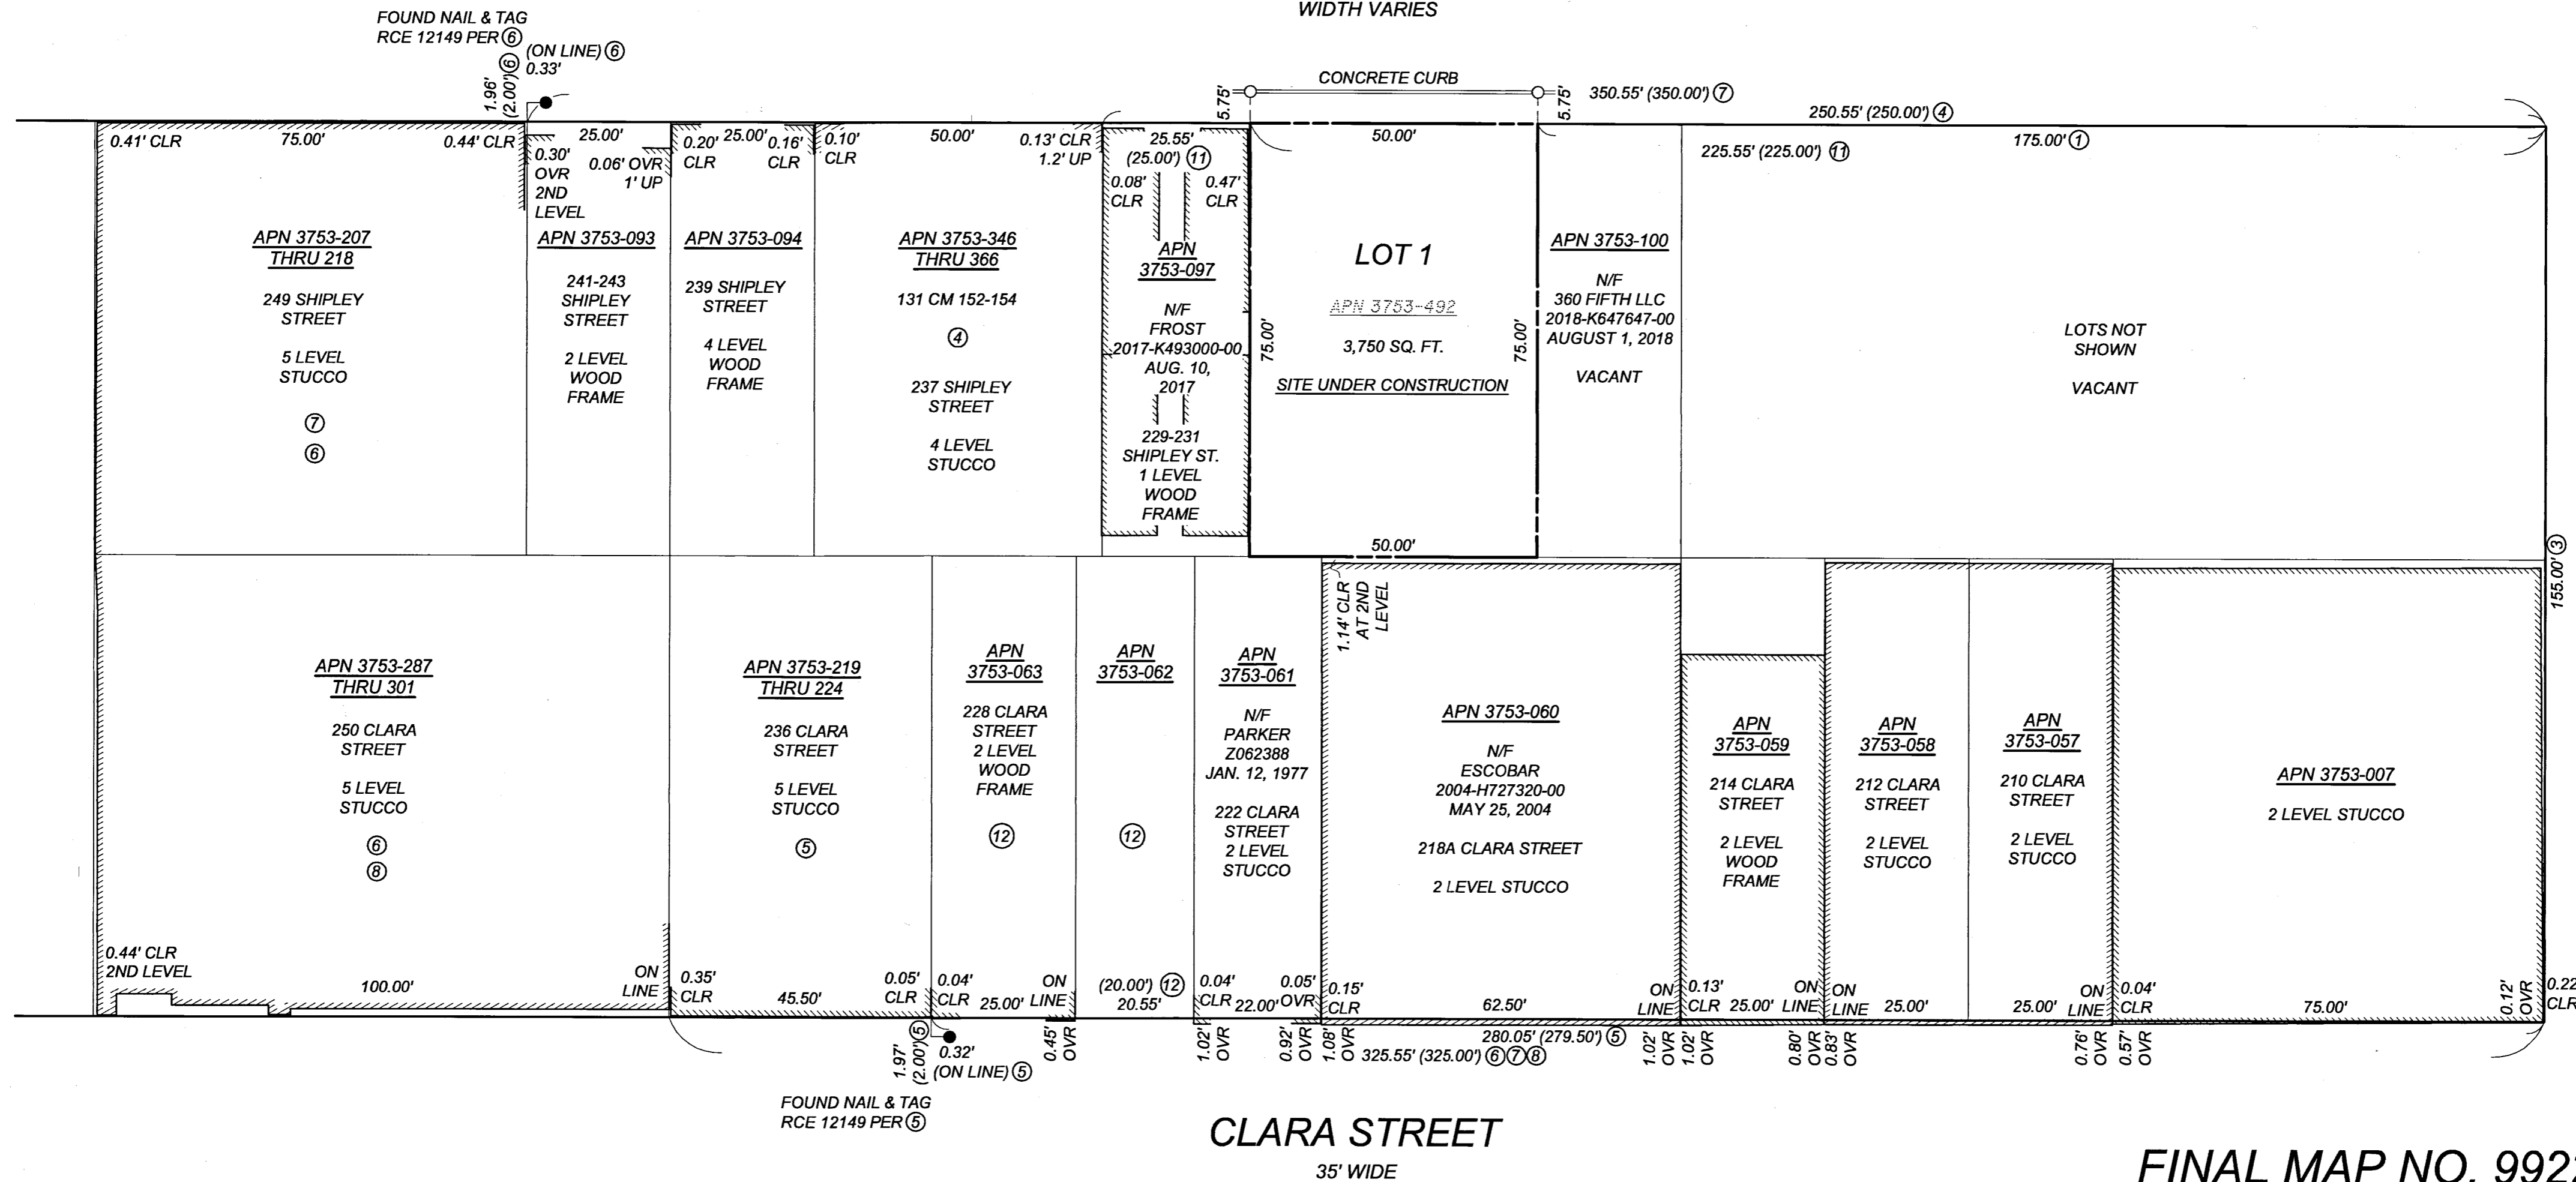 WIDTH VARIES
FOUND NAIL & TAG
RCE 12149 PER ⑥
1.96'
(2.00') ⑥
(ON LINE) ⑥
0.33'
CONCRETE CURB
5.75'
5.75'
350.55' (350.00') ⑦
250.55' (250.00') ④
225.55' (225.00') ⑪
175.00' ①
0.41' CLR
75.00'
0.44' CLR
25.00'
0.30'
OVR
2ND
LEVEL
0.06' OVR
1' UP
0.20'
CLR
25.00'
0.16'
CLR
0.10'
CLR
50.00'
0.13' CLR
1.2' UP
25.55'
(25.00') ⑪
0.08'
CLR
0.47'
CLR
50.00'
APN 3753-207
THRU 218
249 SHIPLEY
STREET
5 LEVEL
STUCCO
⑦
⑥
APN 3753-093
241-243
SHIPLEY
STREET
2 LEVEL
WOOD
FRAME
APN 3753-094
239 SHIPLEY
STREET
4 LEVEL
WOOD
FRAME
APN 3753-346
THRU 366
131 CM 152-154
④
237 SHIPLEY
STREET
4 LEVEL
STUCCO
APN
3753-097
N/F
FROST
2017-K493000-00
AUG. 10,
2017
229-231
SHIPLEY ST.
1 LEVEL
WOOD
FRAME
75.00'
LOT 1
APN 3753-492
3,750 SQ. FT.
SITE UNDER CONSTRUCTION
75.00'
50.00'
APN 3753-100
N/F
360 FIFTH LLC
2018-K647647-00
AUGUST 1, 2018
VACANT
LOTS NOT
SHOWN
VACANT
155.00' ③
APN 3753-287
THRU 301
250 CLARA
STREET
5 LEVEL
STUCCO
⑥
⑧
0.44' CLR
2ND LEVEL
100.00'
ON
LINE
APN 3753-219
THRU 224
236 CLARA
STREET
5 LEVEL
STUCCO
⑤
0.35'
CLR
45.50'
0.05'
CLR
APN
3753-063
228 CLARA
STREET
2 LEVEL
WOOD
FRAME
⑫
0.04'
CLR
25.00'
ON
LINE
APN
3753-062
⑫
(20.00') ⑫
20.55'
APN
3753-061
N/F
PARKER
Z062388
JAN. 12, 1977
222 CLARA
STREET
2 LEVEL
STUCCO
0.04'
CLR
22.00'
0.05'
OVR
1.14' CLR
AT 2ND
LEVEL
APN 3753-060
N/F
ESCOBAR
2004-H727320-00
MAY 25, 2004
218A CLARA STREET
2 LEVEL STUCCO
0.15'
CLR
62.50'
ON
LINE
APN
3753-059
214 CLARA
STREET
2 LEVEL
WOOD
FRAME
0.13'
CLR
25.00'
ON
LINE
APN
3753-058
212 CLARA
STREET
2 LEVEL
STUCCO
ON
LINE
25.00'
APN
3753-057
210 CLARA
STREET
2 LEVEL
STUCCO
25.00'
ON
LINE
APN 3753-007
2 LEVEL STUCCO
0.04'
CLR
75.00'
0.12'
OVR
0.22
CLR
1.97'
(2.00') ⑤
0.32'
(ON LINE) ⑤
0.45'
OVR
1.02'
OVR
0.92'
OVR
1.08'
OVR
280.05' (279.50') ⑤
325.55' (325.00') ⑥⑦⑧
1.02'
OVR
1.02'
OVR
0.80'
OVR
0.83'
OVR
0.76'
OVR
0.57'
OVR
FOUND NAIL & TAG
RCE 12149 PER ⑤
CLARA STREET
35' WIDE
FINAL MAP NO. 992